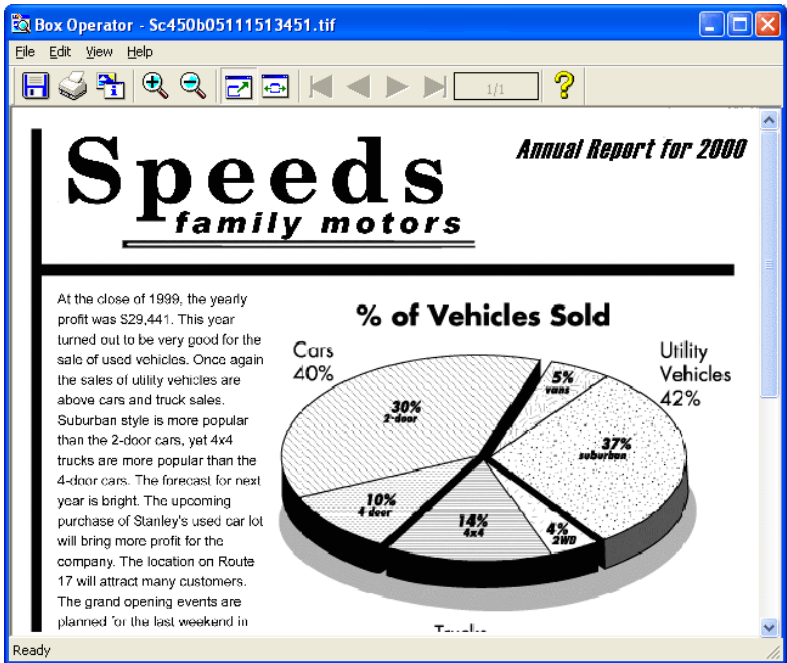 Box Operator - Sc450b05111513451.tif
File Edit View Help
1/1
Annual Report for 2000
Speeds
family motors
At the close of 1999, the yearly
profit was $29,441. This year
turned out to be very good for the
sale of used vehicles. Once again
the sales of utility vehicles are
above cars and truck sales.
Suburban style is more popular
than the 2-door cars, yet 4x4
trucks are more popular than the
4-door cars. The forecast for next
year is bright. The upcoming
purchase of Stanley's used car lot
will bring more profit for the
company. The location on Route
17 will attract many customers.
The grand opening events are
planned for the last weekend in
% of Vehicles Sold
Cars
40%
Utility
Vehicles
42%
5%
vans
30%
2-door
37%
suburban
10%
4 door
14%
4x4
4%
2WD
Ready